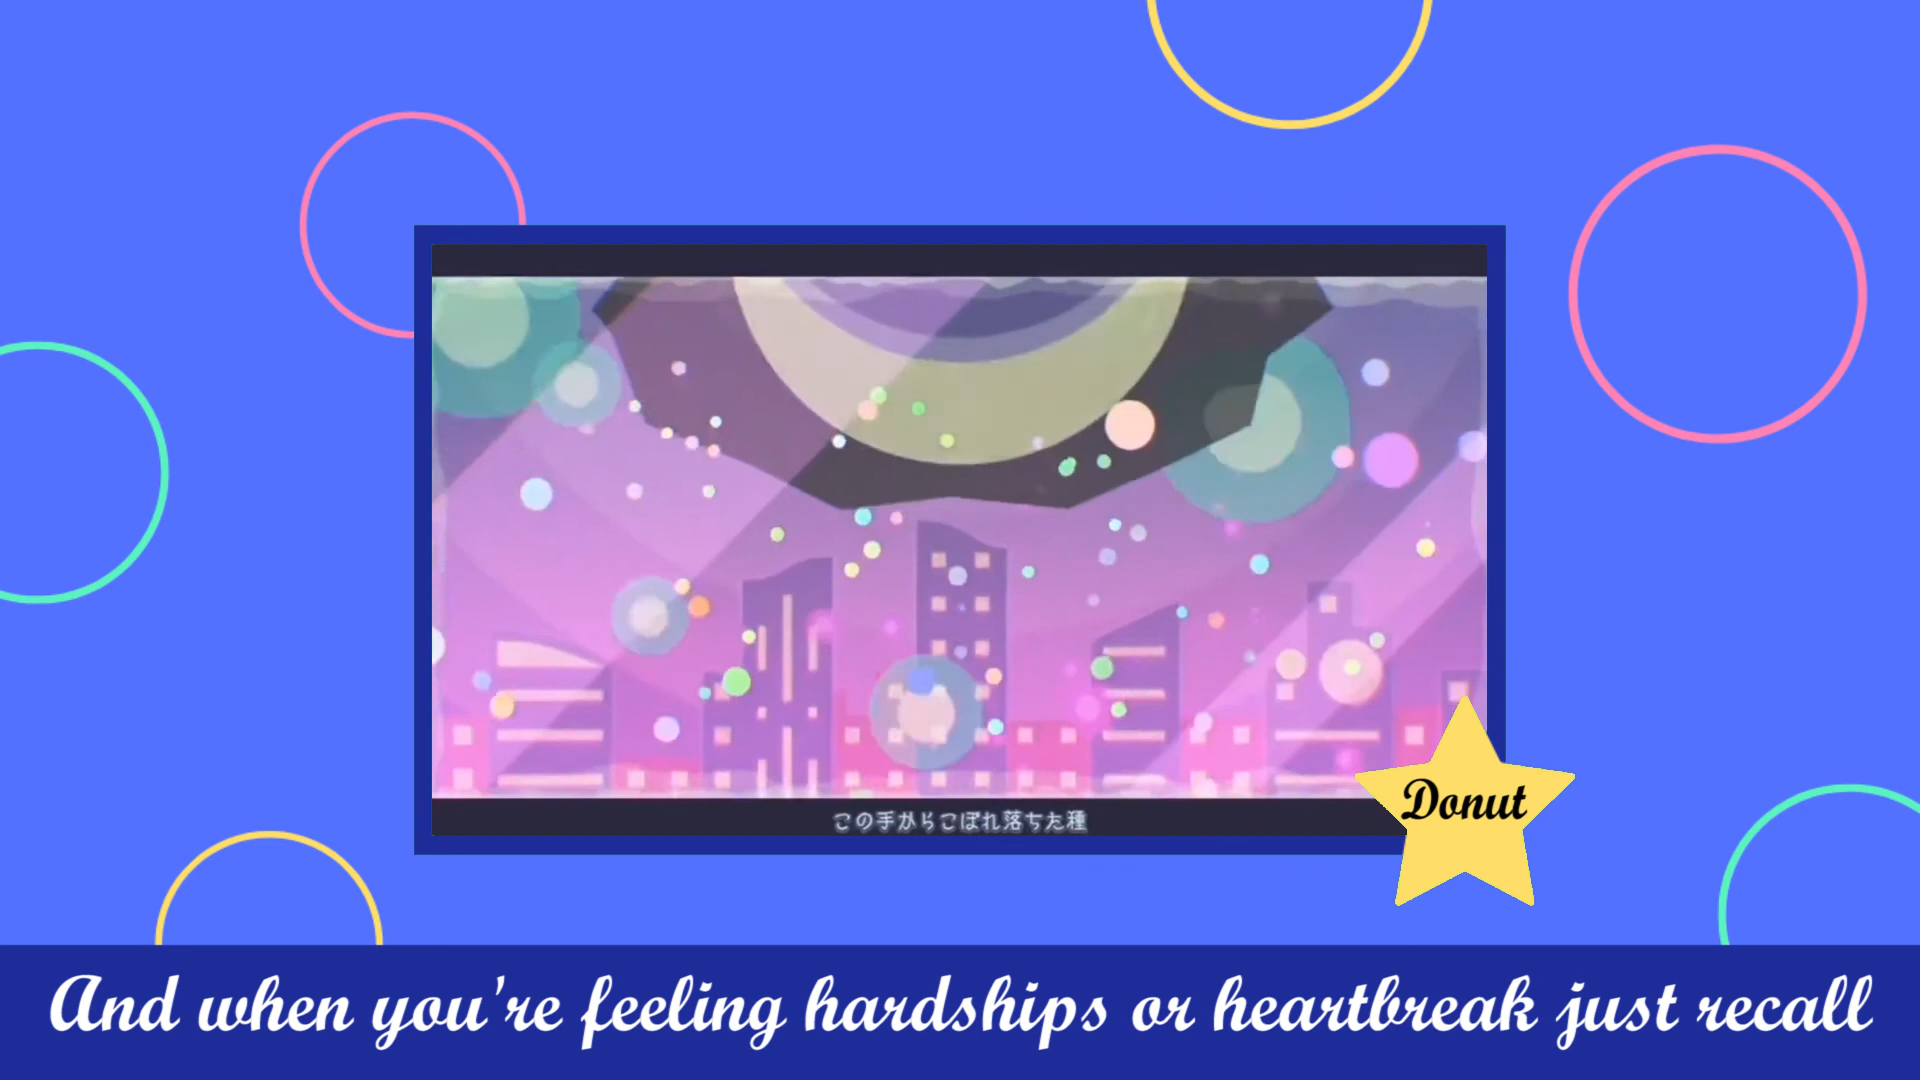 この手からこぼれ落ちた種
Donut
And when you're feeling hardships or heartbreak just recall